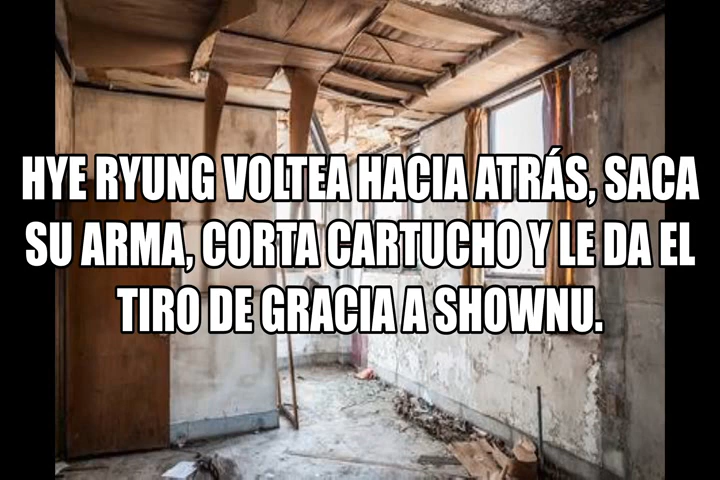 HYE RYUNG VOLTEA HACIA ATRÁS, SACA
SU ARMA, CORTA CARTUCHO Y LE DA EL
TIRO DE GRACIA A SHOWNU.